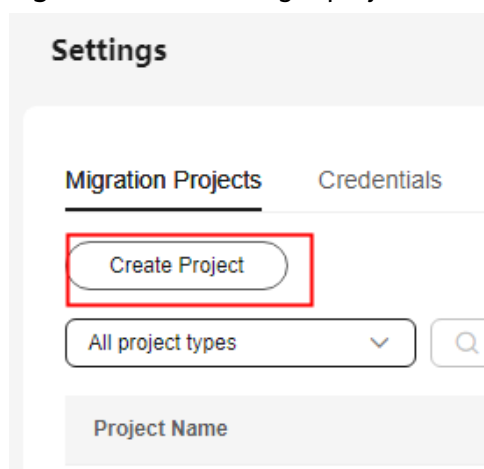 Settings
Migration Projects Credentials
Create Project
All project types
Project Name